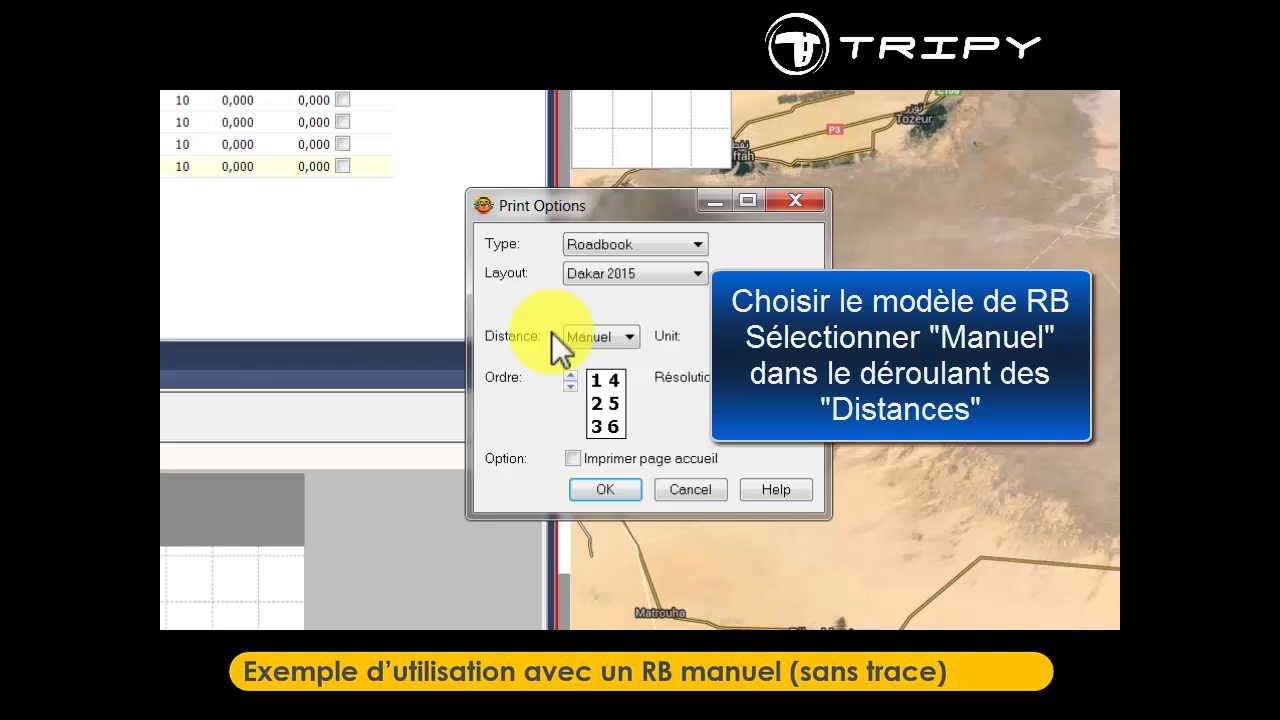 TRIPY
10 0,000 0,000
10 0,000 0,000
10 0,000 0,000
10 0,000 0,000
توزر
Tozeur
P3
Print Options
Type: Roadbook
Layout: Dakar 2015
Distance: Manuel Unit:
Ordre: 1 4
2 5
3 6
Option: Imprimer page accueil
OK Cancel Help
Choisir le modèle de RB
Sélectionner "Manuel"
dans le déroulant des
"Distances"
Matrouha
Exemple d’utilisation avec un RB manuel (sans trace)